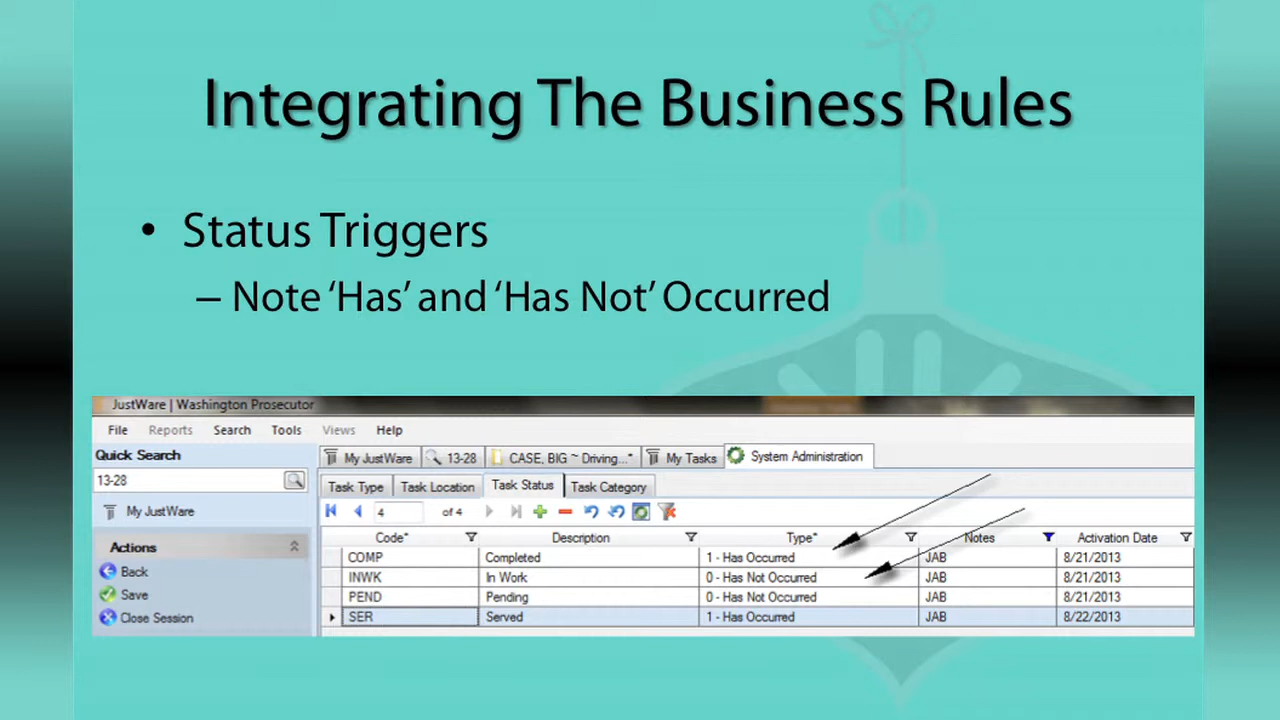 Integrating The Business Rules
• Status Triggers
– Note ‘Has’ and ‘Has Not’ Occurred
JustWare | Washington Prosecutor
File Reports Search Tools Views Help
Quick Search
13-28
My JustWare
Actions
Back
Save
Close Session
My JustWare 13-28 CASE, BIG ~ Driving...* My Tasks System Administration
Task Type Task Location Task Status Task Category
4 of 4
Code* Description Type* Notes Activation Date
COMP Completed 1 - Has Occurred JAB 8/21/2013
INWK In Work 0 - Has Not Occurred JAB 8/21/2013
PEND Pending 0 - Has Not Occurred JAB 8/21/2013
SER Served 1 - Has Occurred JAB 8/22/2013